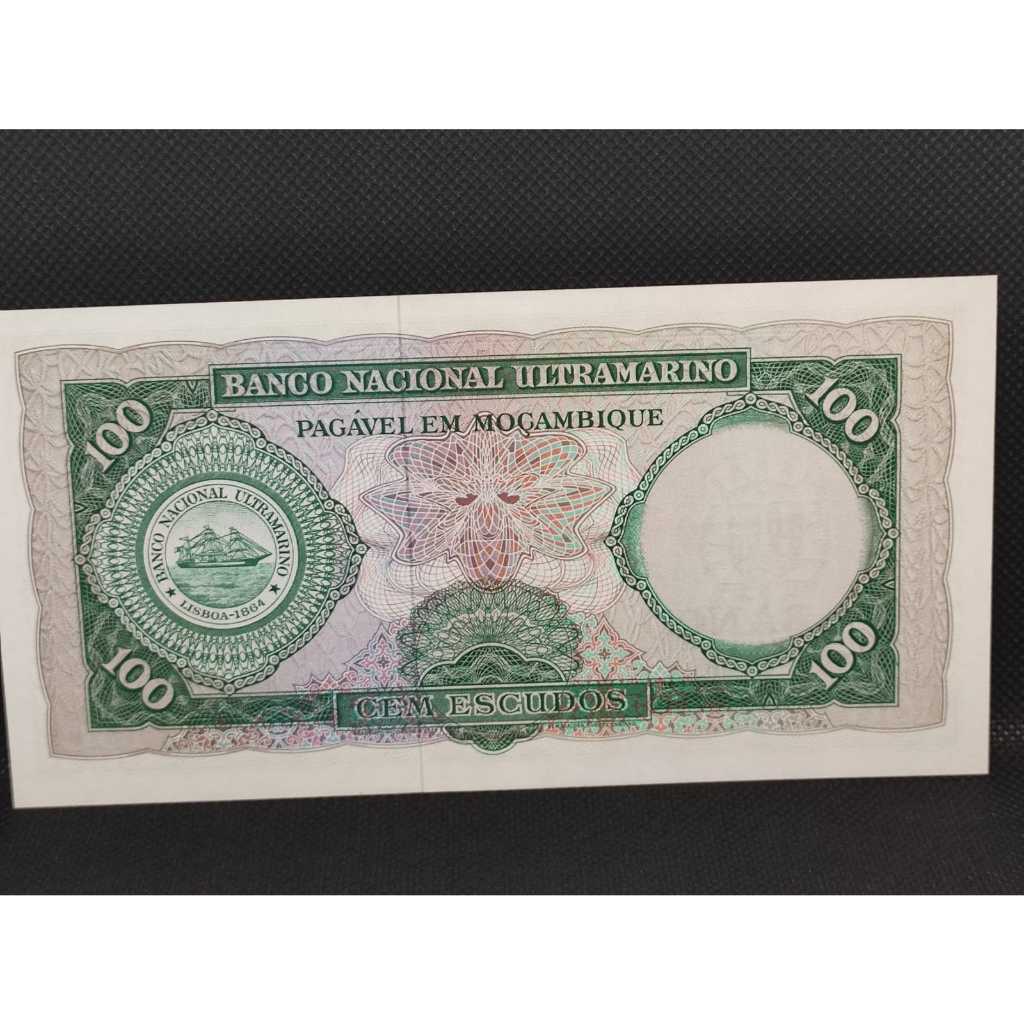 BANCO NACIONAL ULTRAMARINO
PAGÁVEL EM MOÇAMBIQUE
100
100
BANCO NACIONAL ULTRAMARINO
LISBOA-1864
100
100
CEM ESCUDOS